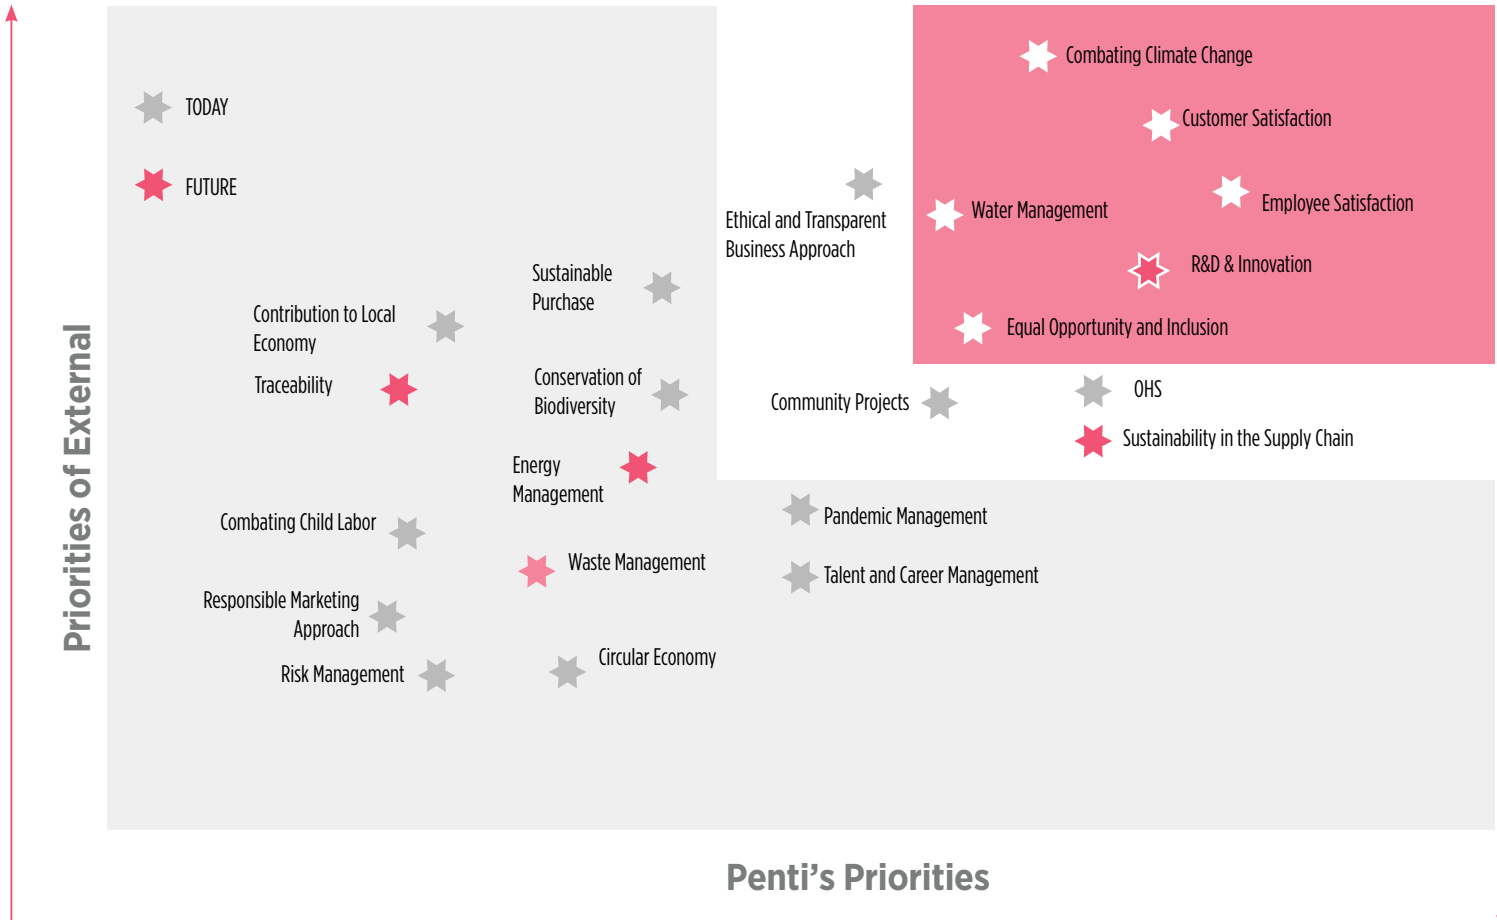 Combating Climate Change
TODAY
Customer Satisfaction
FUTURE
Employee Satisfaction
Water Management
Ethical and Transparent
Business Approach
R&D & Innovation
Sustainable
Purchase
Contribution to Local
Economy
Equal Opportunity and Inclusion
Traceability
Conservation of
Biodiversity
OHS
Community Projects
Sustainability in the Supply Chain
Energy
Management
Combating Child Labor
Pandemic Management
Waste Management
Talent and Career Management
Responsible Marketing
Approach
Circular Economy
Risk Management
Priorities of External
Penti’s Priorities